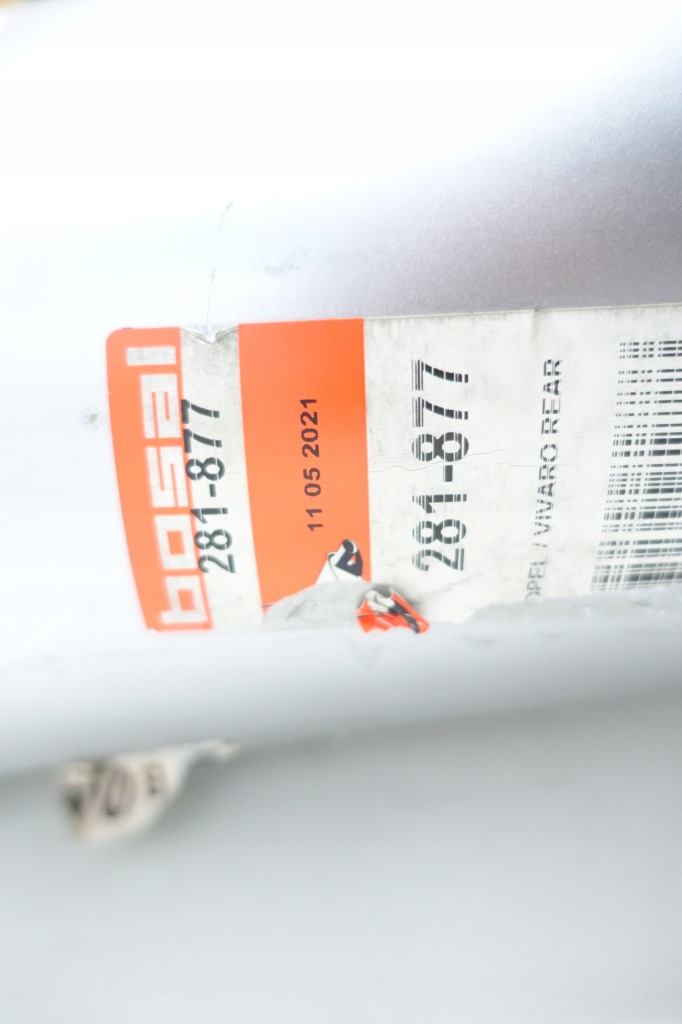 bosal
281-877
11 05 2021
281-877
OPEL / VIVARO REAR